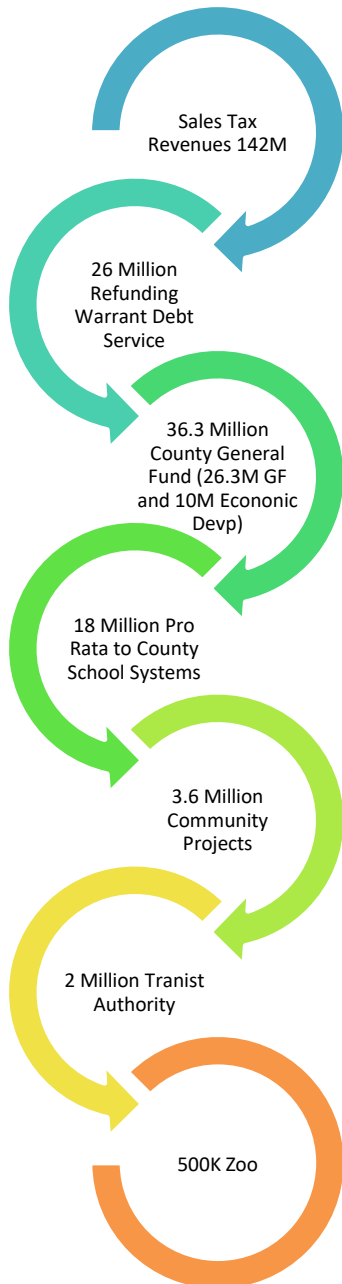 Sales Tax
Revenues 142M
26 Million
Refunding
Warrant Debt
Service
36.3 Million
County General
Fund (26.3M GF
and 10M Econonic
Devp)
18 Million Pro
Rata to County
School Systems
3.6 Million
Community
Projects
2 Million Tranist
Authority
500K Zoo